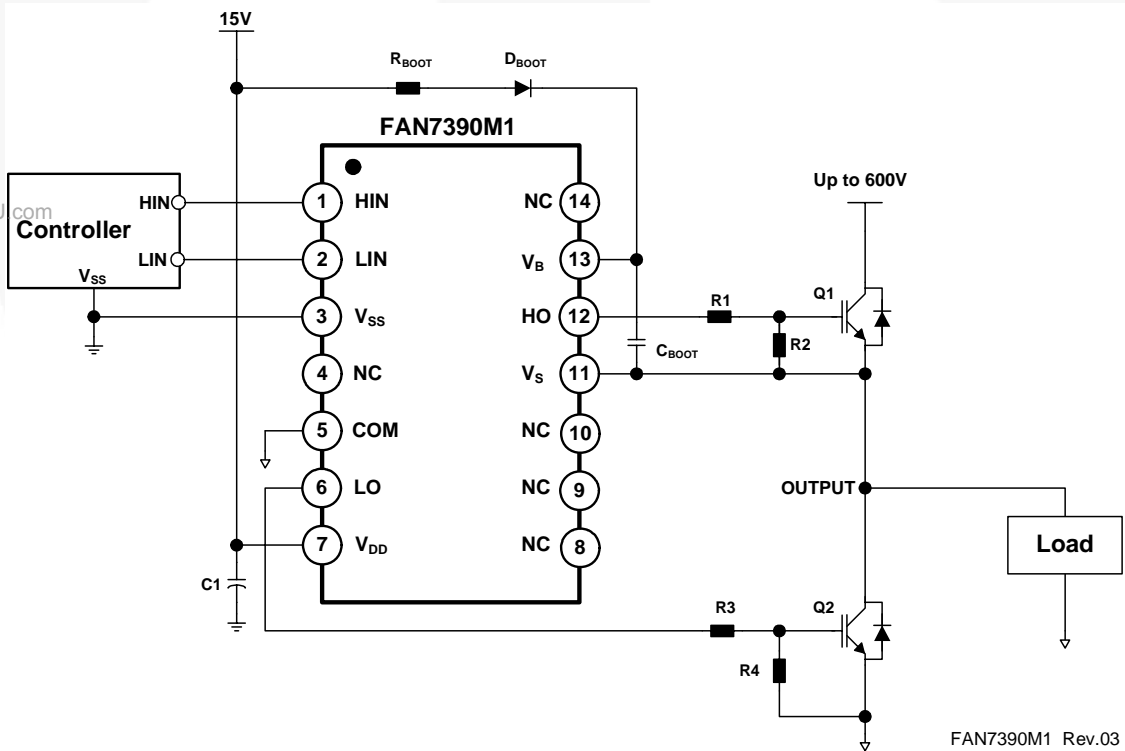 15V
RBOOT
DBOOT
FAN7390M1
Up to 600V
HIN
1 HIN
NC 14
.com
Controller
LIN
2 LIN
VB 13
VSS
3 VSS
HO 12
R1
Q1
R2
CBOOT
4 NC
VS 11
5 COM
NC 10
6 LO
NC 9
OUTPUT
7 VDD
NC 8
Load
C1
R3
Q2
R4
FAN7390M1 Rev.03